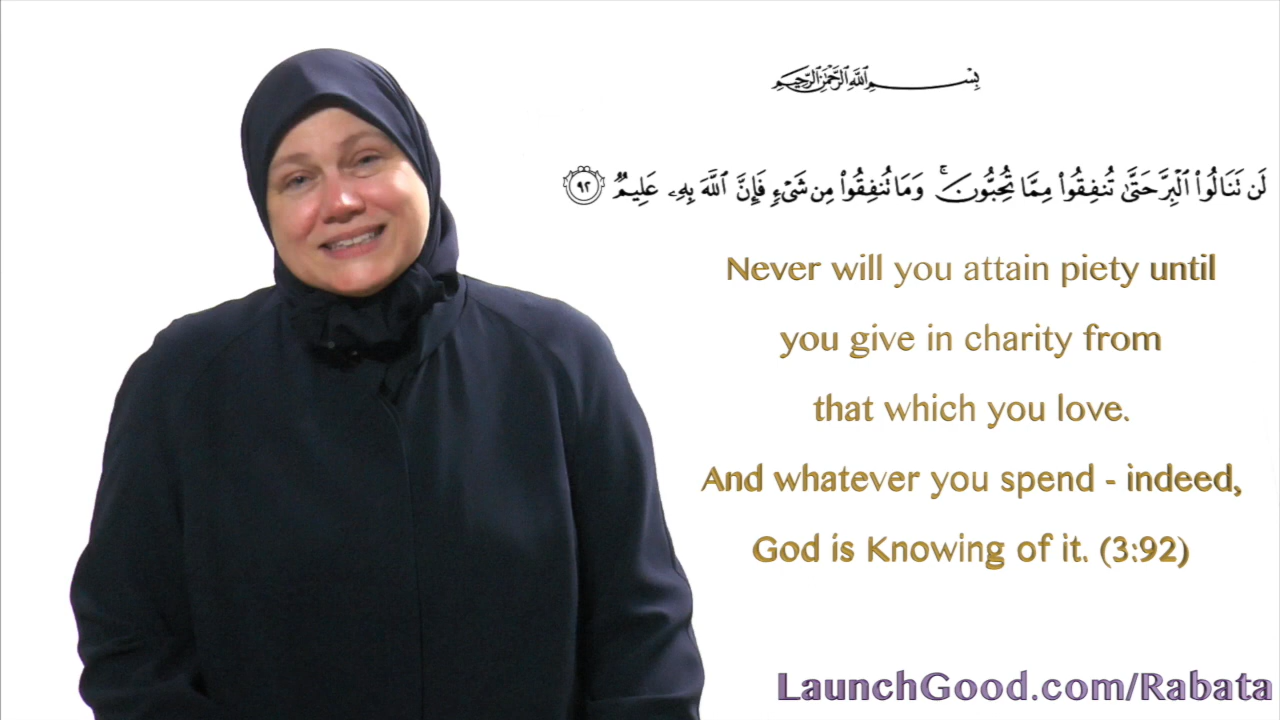 بِسْمِ اللَّهِ الرَّحْمَٰنِ الرَّحِيمِ
لَن تَنَالُوا۟ ٱلْبِرَّ حَتَّىٰ تُنفِقُوا۟ مِمَّا تُحِبُّونَ ۚ وَمَا تُنفِقُوا۟ مِن شَىْءٍ فَإِنَّ ٱللَّهَ بِهِۦ عَلِيمٌ ٩٢
Never will you attain piety until
you give in charity from
that which you love.
And whatever you spend - indeed,
God is Knowing of it. (3:92)
LaunchGood.com/Rabata